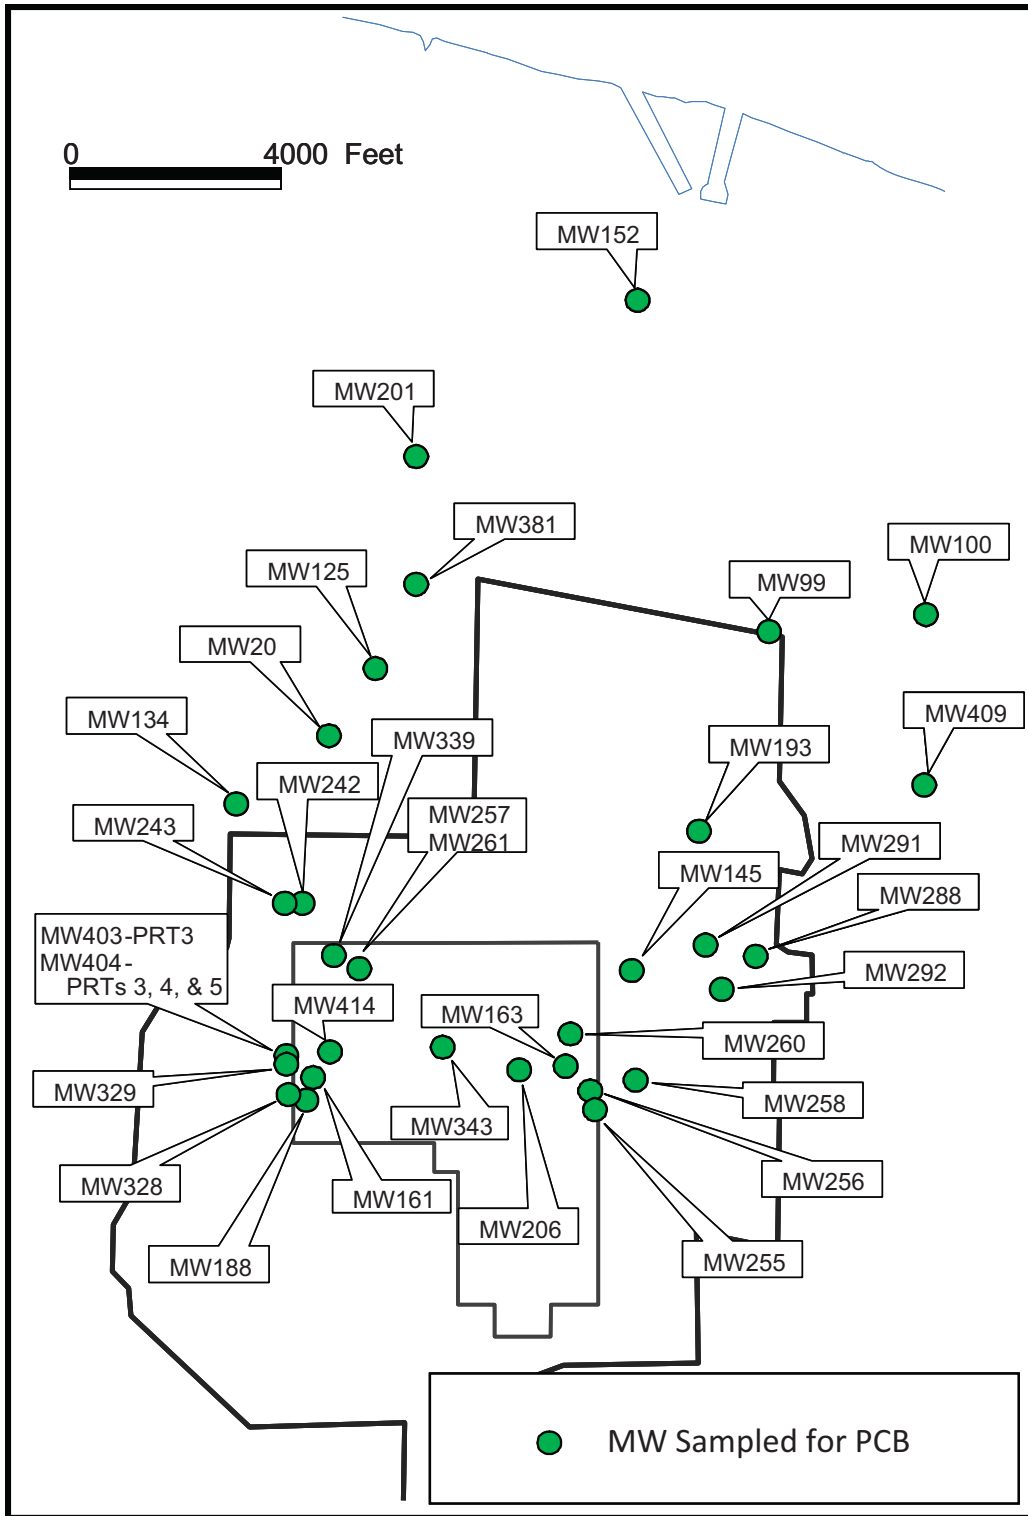 0 4000 Feet
MW152
MW201
MW381
MW100
MW125
MW99
MW20
MW134
MW409
MW339
MW193
MW242
MW257
MW261
MW243
MW291
MW145
MW288
MW403-PRT3
MW404-
PRTs 3, 4, & 5
MW292
MW414
MW163
MW260
MW329
MW258
MW343
MW328
MW161
MW256
MW206
MW188
MW255
MW Sampled for PCB